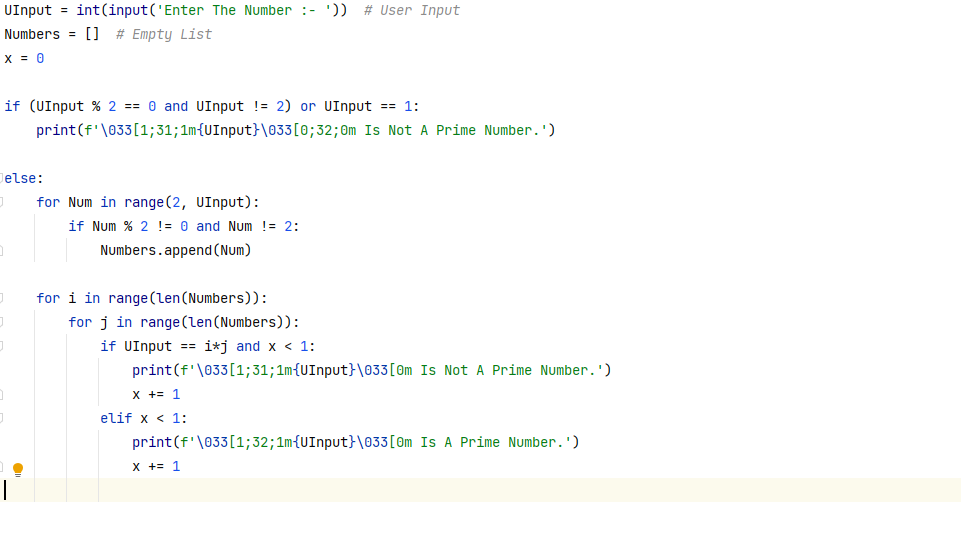 UInput = int(input('Enter The Number :- '))  # User Input
Numbers = []  # Empty List
x = 0

if (UInput % 2 == 0 and UInput != 2) or UInput == 1:
    print(f'\033[1;31;1m{UInput}\033[0;32;0m Is Not A Prime Number.')

else:
    for Num in range(2, UInput):
        if Num % 2 != 0 and Num != 2:
            Numbers.append(Num)

    for i in range(len(Numbers)):
        for j in range(len(Numbers)):
            if UInput == i*j and x < 1:
                print(f'\033[1;31;1m{UInput}\033[0m Is Not A Prime Number.')
                x += 1
            elif x < 1:
                print(f'\033[1;32;1m{UInput}\033[0m Is A Prime Number.')
                x += 1